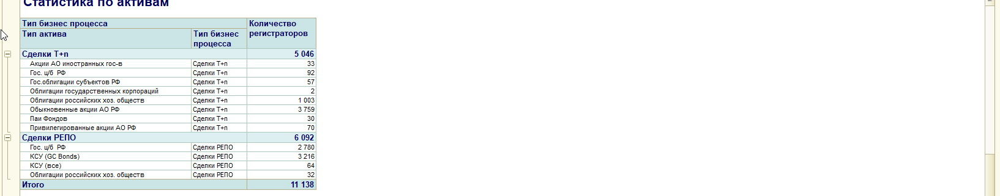 Статистика по активам
Тип бизнес процесса Количество регистраторов
Тип актива Тип бизнес процесса
Сделки T+n 5 046
Акции АО иностранных гос-в Сделки T+n 33
Гос. ц/б РФ Сделки T+n 92
Гос.облигации субъектов РФ Сделки T+n 57
Облигации государственных корпораций Сделки T+n 2
Облигации российских хоз. обществ Сделки T+n 1 003
Обыкновенные акции АО РФ Сделки T+n 3 759
Паи Фондов Сделки T+n 30
Привилегированные акции АО РФ Сделки T+n 70
Сделки РЕПО 6 092
Гос. ц/б РФ Сделки РЕПО 2 780
КСУ (GC Bonds) Сделки РЕПО 3 216
КСУ (все) Сделки РЕПО 64
Облигации российских хоз. обществ Сделки РЕПО 32
Итого 11 138